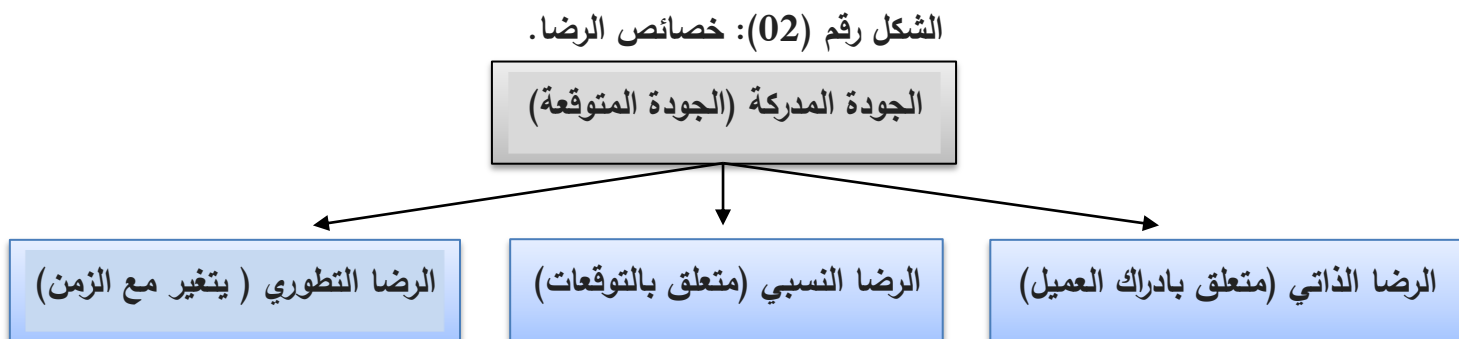 الشكل رقم (02): خصائص الرضا.
الجودة المدركة (الجودة المتوقعة)
الرضا الذاتي (متعلق بادراك العميل)
الرضا النسبي (متعلق بالتوقعات)
الرضا التطوري ( يتغير مع الزمن)